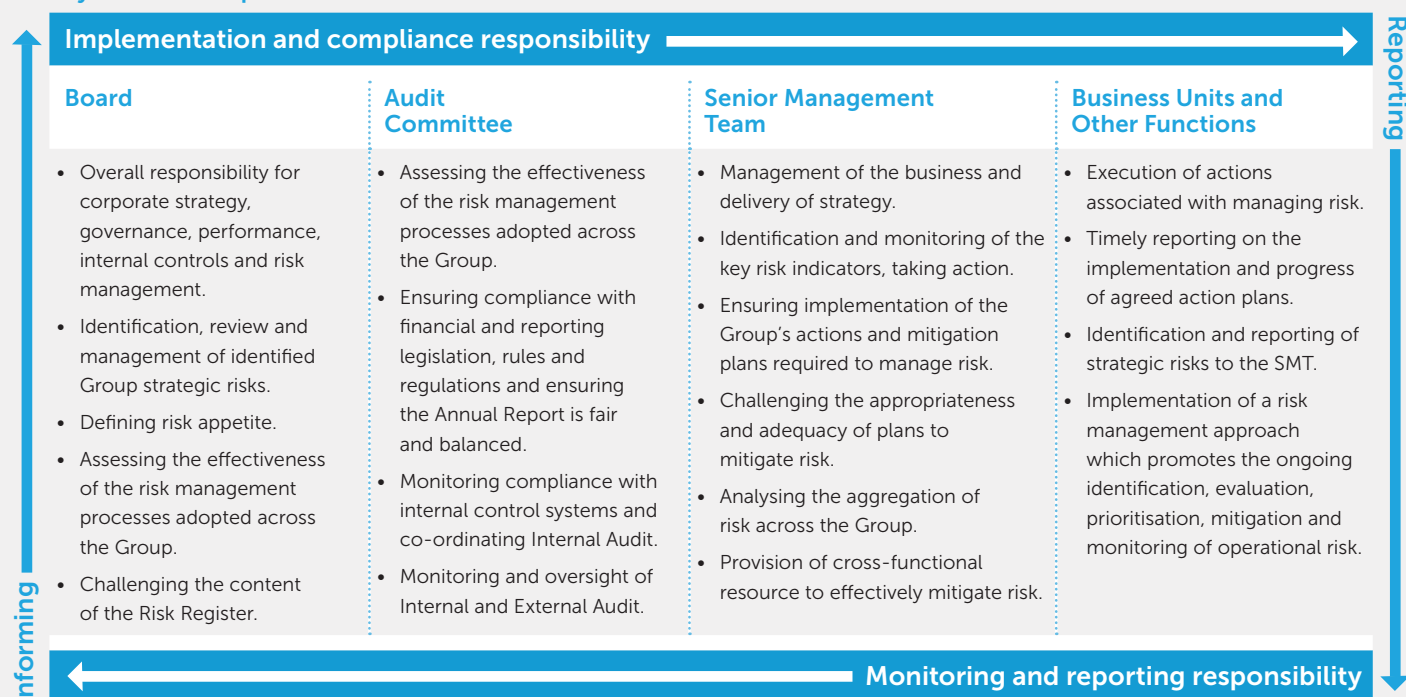 Implementation and compliance responsibility
Reporting
Board
• Overall responsibility for
corporate strategy,
governance, performance,
internal controls and risk
management.
• Identification, review and
management of identified
Group strategic risks.
• Defining risk appetite.
• Assessing the effectiveness
of the risk management
processes adopted across
the Group.
• Challenging the content
of the Risk Register.
Audit
Committee
• Assessing the effectiveness
of the risk management
processes adopted across
the Group.
• Ensuring compliance with
financial and reporting
legislation, rules and
regulations and ensuring
the Annual Report is fair
and balanced.
• Monitoring compliance with
internal control systems and
co-ordinating Internal Audit.
• Monitoring and oversight of
Internal and External Audit.
Senior Management
Team
• Management of the business and
delivery of strategy.
• Identification and monitoring of the
key risk indicators, taking action.
• Ensuring implementation of the
Group’s actions and mitigation
plans required to manage risk.
• Challenging the appropriateness
and adequacy of plans to
mitigate risk.
• Analysing the aggregation of
risk across the Group.
• Provision of cross-functional
resource to effectively mitigate risk.
Business Units and
Other Functions
• Execution of actions
associated with managing risk.
• Timely reporting on the
implementation and progress
of agreed action plans.
• Identification and reporting of
strategic risks to the SMT.
• Implementation of a risk
management approach
which promotes the ongoing
identification, evaluation,
prioritisation, mitigation and
monitoring of operational risk.
nforming
Monitoring and reporting responsibility